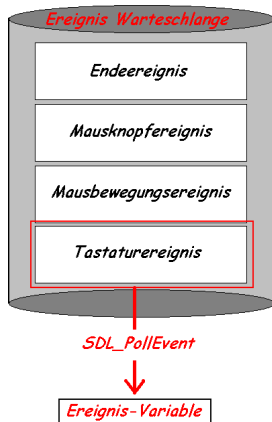 Ereignis Warteschlange
Endeereignis
Mausknopfereignis
Mausbewegungsereignis
Tastaturereignis
SDL_PollEvent
Ereignis-Variable